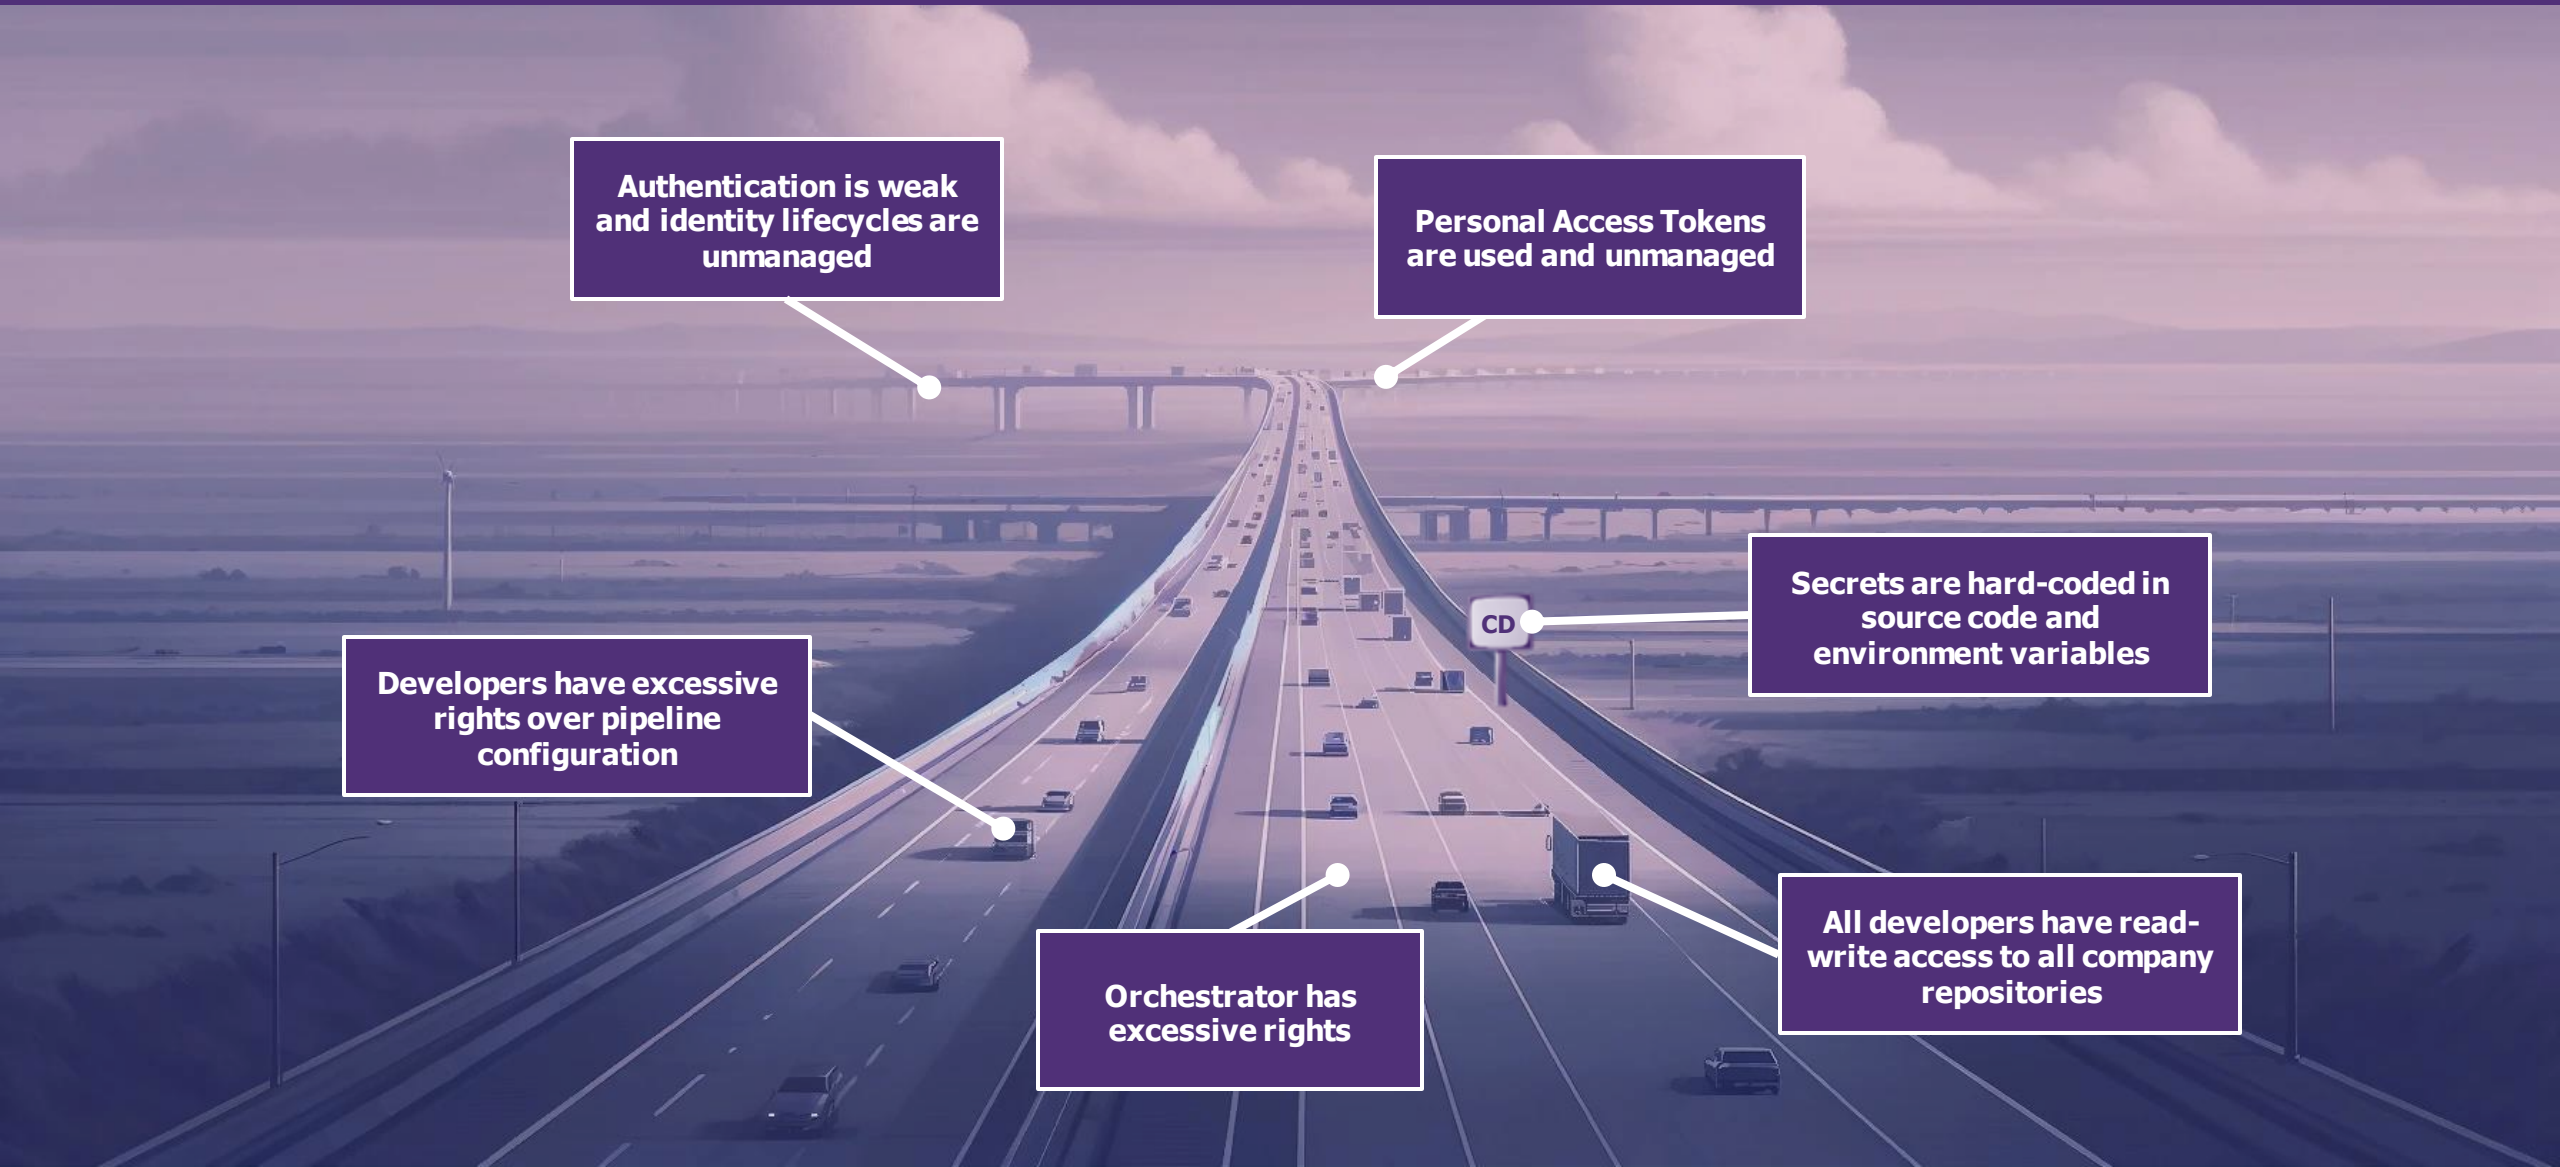 Authentication is weak
and identity lifecycles are
unmanaged
Personal Access Tokens
are used and unmanaged
CD
Secrets are hard-coded in
source code and
environment variables
Developers have excessive
rights over pipeline
configuration
All developers have read-
write access to all company
repositories
Orchestrator has
excessive rights